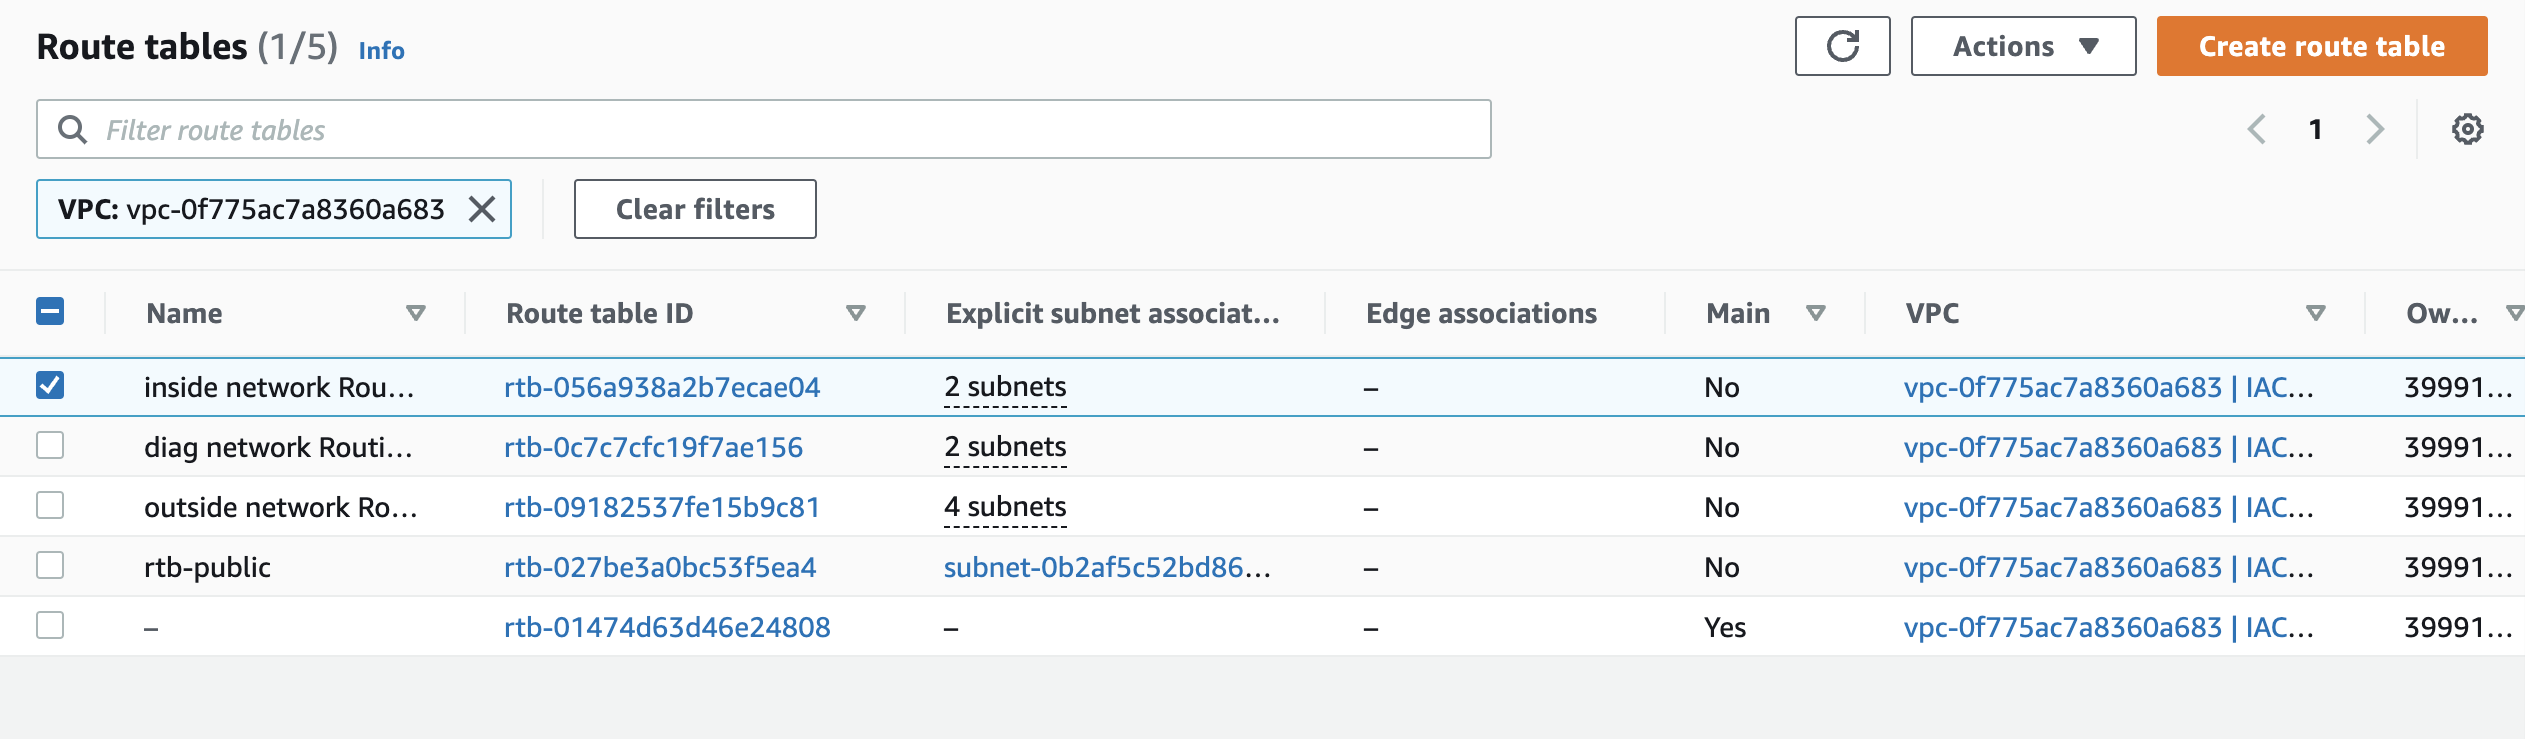 Route tables (1/5) Info
Actions
Create route table
Filter route tables
1
VPC: vpc-0f775ac7a8360a683
Clear filters
Name Route table ID Explicit subnet associat... Edge associations Main VPC Ow...
inside network Rou... rtb-056a938a2b7ecae04 2 subnets – No vpc-0f775ac7a8360a683 | IAC... 39991...
diag network Routi... rtb-0c7c7cfc19f7ae156 2 subnets – No vpc-0f775ac7a8360a683 | IAC... 39991...
outside network Ro... rtb-09182537fe15b9c81 4 subnets – No vpc-0f775ac7a8360a683 | IAC... 39991...
rtb-public rtb-027be3a0bc53f5ea4 subnet-0b2af5c52bd86... – No vpc-0f775ac7a8360a683 | IAC... 39991...
– rtb-01474d63d46e24808 – – Yes vpc-0f775ac7a8360a683 | IAC... 39991...